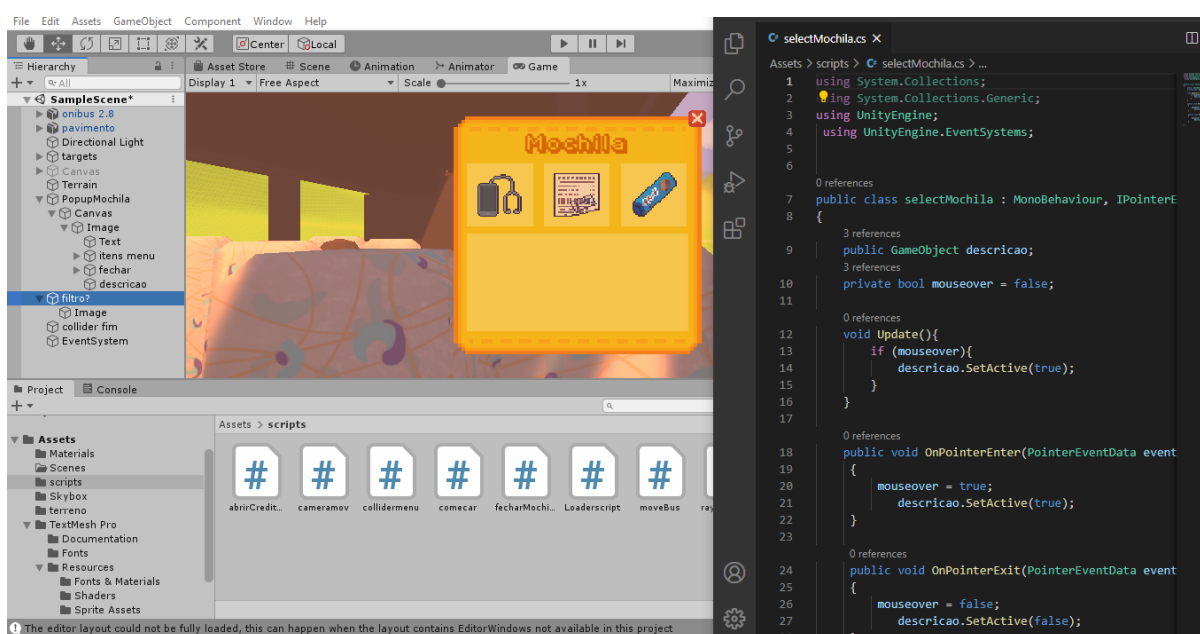 File Edit Assets GameObject Component Window Help
Center Local
Hierarchy
All
SampleScene*
onibus 2.8
pavimento
Directional Light
targets
Canvas
Terrain
PopupMochila
Canvas
Image
Text
itens menu
fechar
descricao
filtro?
Image
collider fim
EventSystem
Asset Store Scene Animation Animator Game
Display 1 Free Aspect Scale 1x Maximiz
Mochila
Project Console
Assets
Materials
Scenes
scripts
Skybox
terreno
TextMesh Pro
Documentation
Fonts
Resources
Fonts & Materials
Shaders
Sprite Assets
Assets > scripts
abrirCredit... cameramov collidermenu comecar fecharMochi... Loaderscript moveBus ray
The editor layout could not be fully loaded, this can happen when the layout contains EditorWindows not available in this project
selectMochila.cs
Assets > scripts > selectMochila.cs > ...
1 using System.Collections;
2 ing System.Collections.Generic;
3 using UnityEngine;
4 using UnityEngine.EventSystems;
5
6
0 references
7 public class selectMochila : MonoBehaviour, IPointerE
8 {
3 references
9 public GameObject descricao;
3 references
10 private bool mouseover = false;
11
0 references
12 void Update(){
13 if (mouseover){
14 descricao.SetActive(true);
15 }
16 }
17
0 references
18 public void OnPointerEnter(PointerEventData event
19 {
20 mouseover = true;
21 descricao.SetActive(true);
22 }
23
0 references
24 public void OnPointerExit(PointerEventData event
25 {
26 mouseover = false;
27 descricao.SetActive(false);